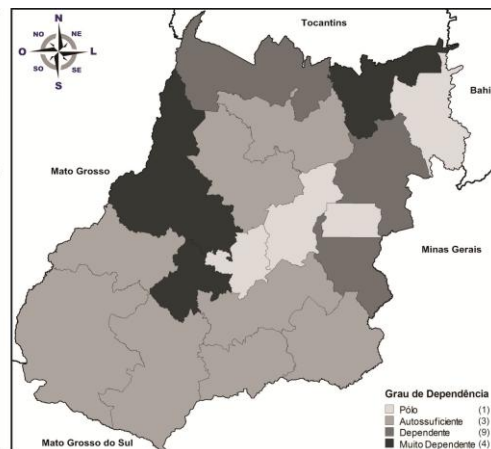 Tocantins
N
NO
NE
O
L
SO
SE
S
Bahi
Mato Grosso
Minas Gerais
Mato Grosso do Sul
Grau de Dependência
Pólo (1)
Autossuficiente (3)
Dependente (9)
Muito Dependente (4)